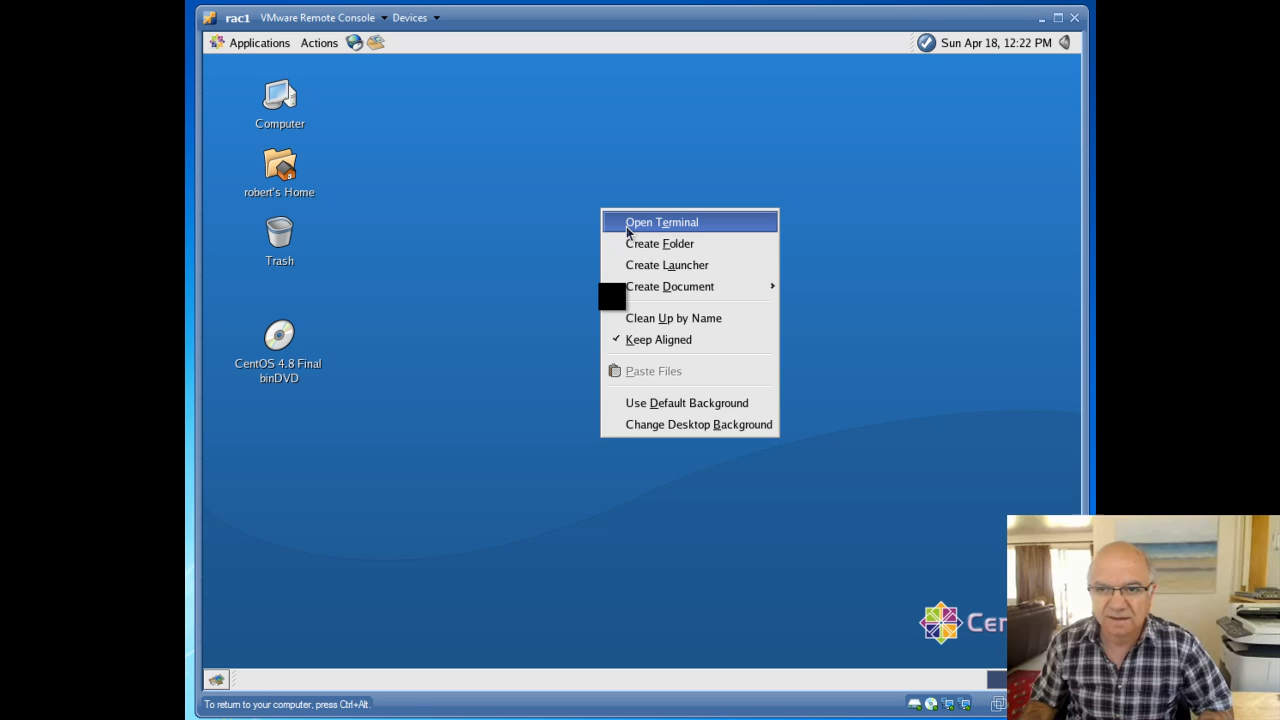 rac1 VMware Remote Console Devices
Applications Actions Sun Apr 18, 12:22 PM
Computer
robert's Home
Trash
CentOS 4.8 Final
binDVD
Open Terminal
Create Folder
Create Launcher
Create Document
Clean Up by Name
Keep Aligned
Paste Files
Use Default Background
Change Desktop Background
Cen
To return to your computer, press Ctrl+Alt.